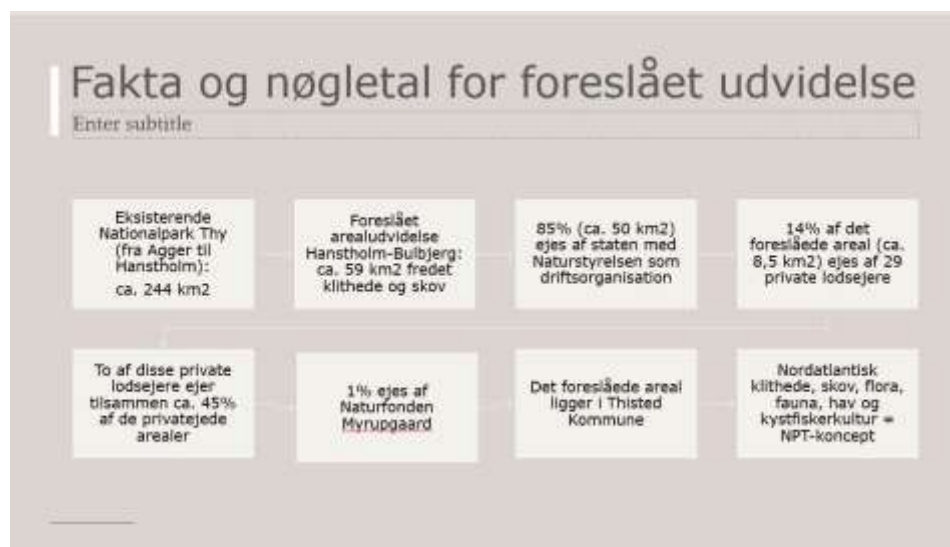 Fakta og nøgletal for foreslået udvidelse
Enter subtitle
Eksisterende
Nationalpark Thy
(fra Agger til
Hanstholm):
ca. 244 km2
Foreslået
arealudvidelse
Hanstholm-Bulbjerg:
ca. 59 km2 fredet
klithede og skov
85% (ca. 50 km2)
ejes af staten med
Naturstyrelsen som
driftsorganisation
14% af det
foreslåede areal (ca.
8,5 km2) ejes af 29
private lodsejere
To af disse private
lodsejere ejer
tilsammen ca. 45%
af de privatejede
arealer
1% ejes af
Naturfonden
Myrupgaard
Det foreslåede areal
ligger i Thisted
Kommune
Nordatlantisk
klithede, skov, flora,
fauna, hav og
kystfiskerkultur =
NPT-koncept